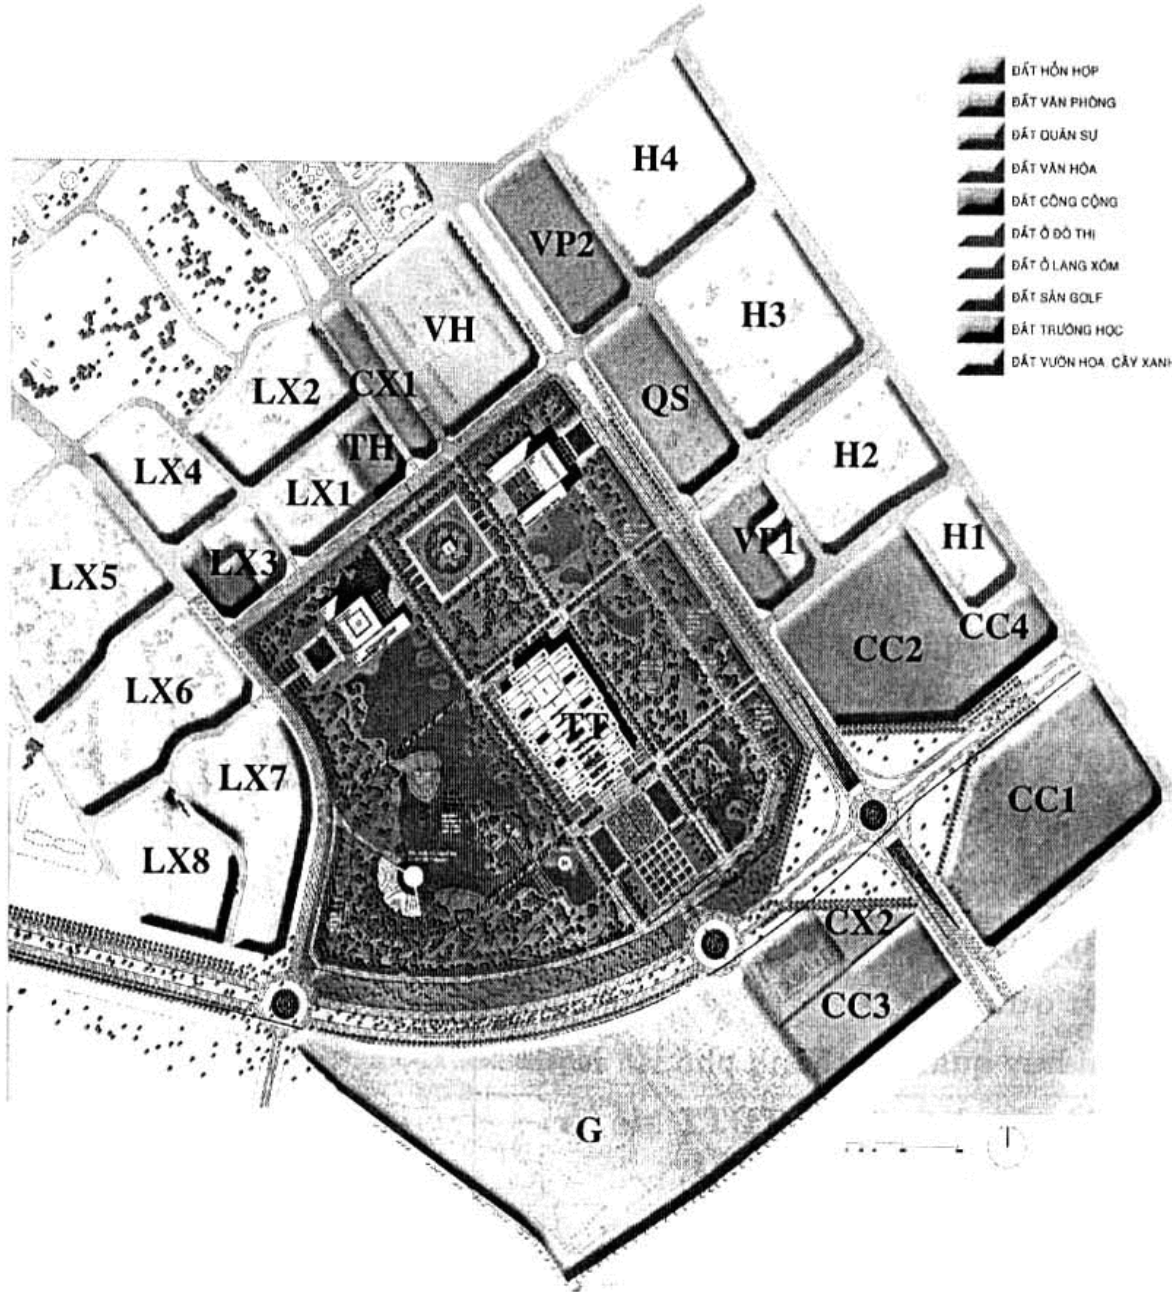 ĐẤT HỖN HỢP
ĐẤT VĂN PHÒNG
ĐẤT QUÂN SỰ
ĐẤT VĂN HÓA
ĐẤT CÔNG CỘNG
ĐẤT Ở ĐÔ THỊ
ĐẤT Ở LANG XÓM
ĐẤT SÂN GOLF
ĐẤT TRƯỜNG HỌC
ĐẤT VƯỜN HOA, CÂY XANH
H4
VP2
H3
VH
LX2
CX1
QS
TH
LX4
LX1
H2
VP1
H1
LX5
LX3
CC4
CC2
LX6
TT
LX7
CC1
LX8
CX2
CC3
G